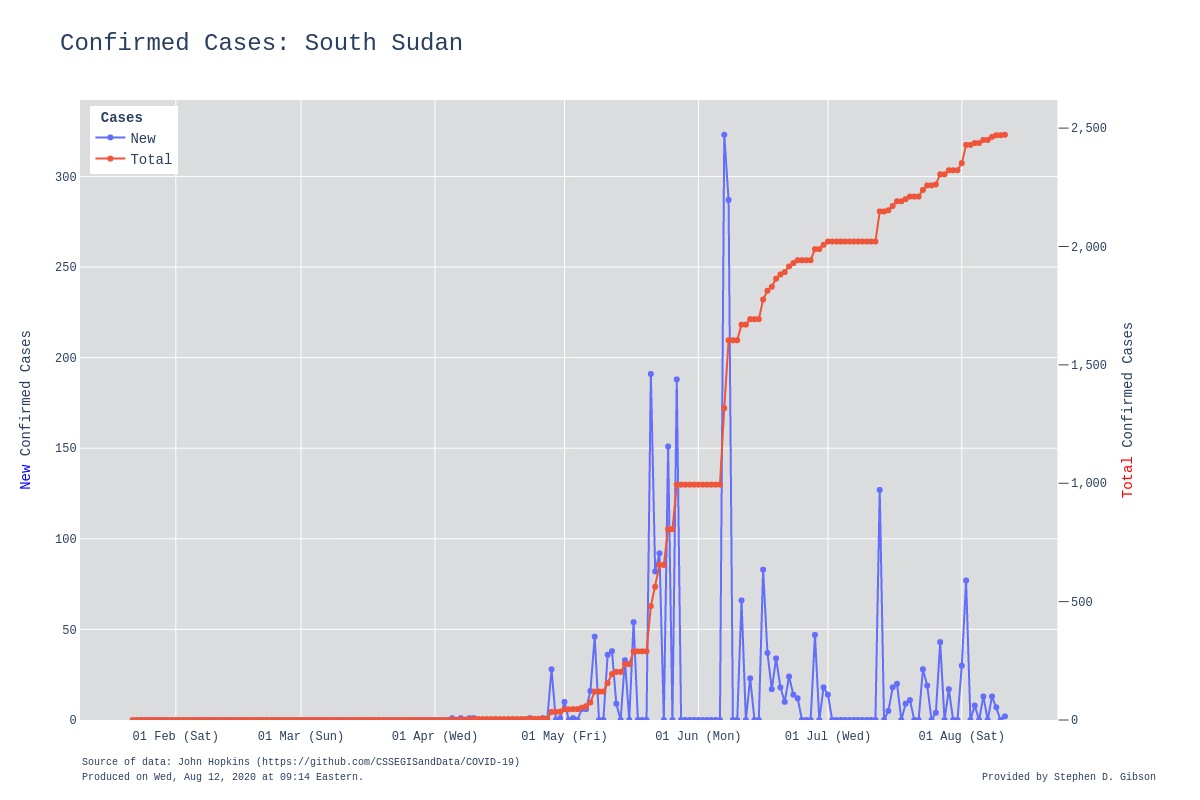 Confirmed Cases: South Sudan
Cases
New
Total
300
250
200
150
100
50
0
2,500
2,000
1,500
1,000
500
0
New Confirmed Cases
Total Confirmed Cases
01 Feb (Sat)
01 Mar (Sun)
01 Apr (Wed)
01 May (Fri)
01 Jun (Mon)
01 Jul (Wed)
01 Aug (Sat)
Source of data: John Hopkins (https://github.com/CSSEGISandData/COVID-19)
Produced on Wed, Aug 12, 2020 at 09:14 Eastern.
Provided by Stephen D. Gibson